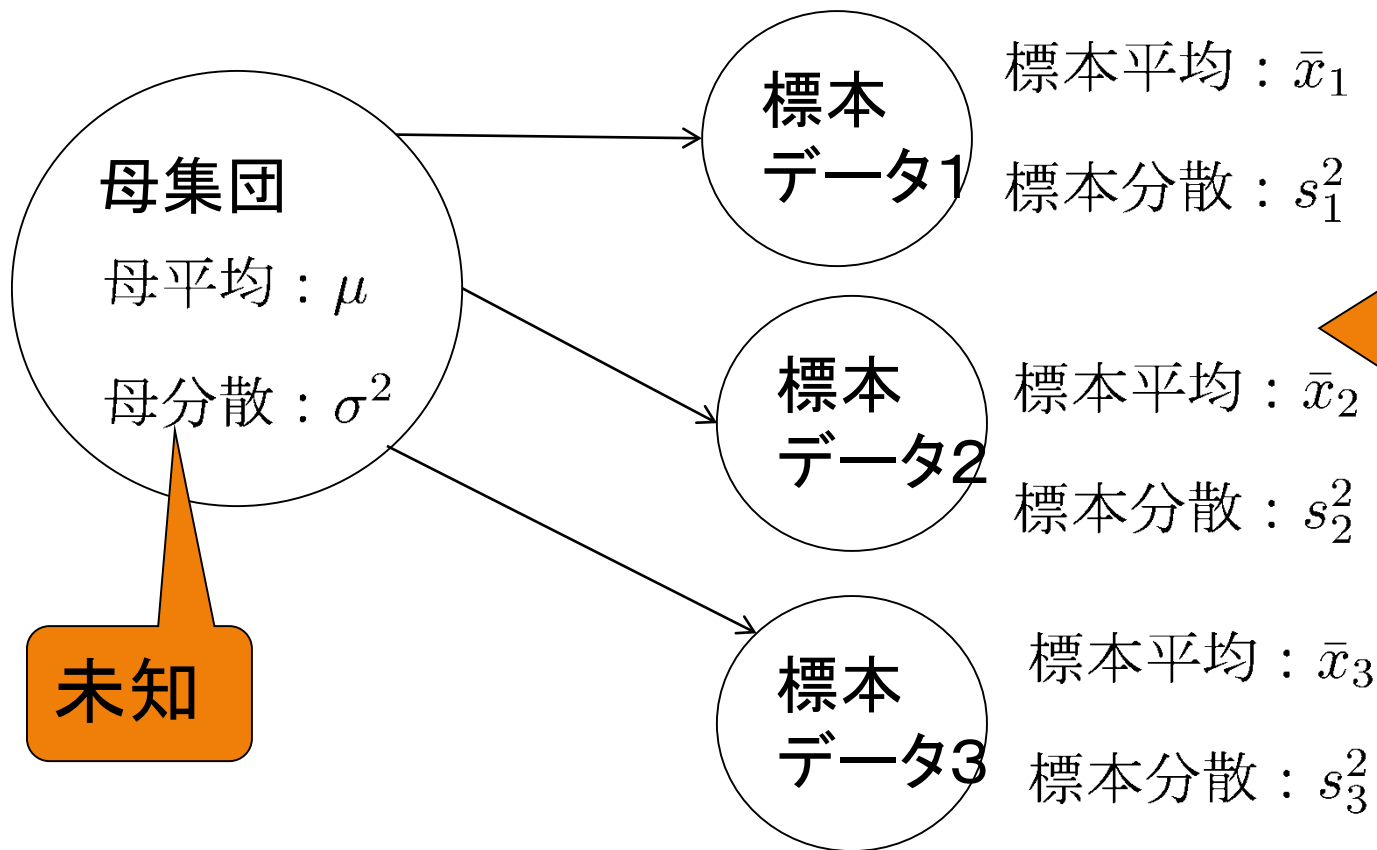 母集団
母平均：μ
母分散：σ²
未知
標本
データ1
標本平均：x̄₁
標本分散：s₁²
標本
データ2
標本平均：x̄₂
標本分散：s₂²
標本
データ3
標本平均：x̄₃
標本分散：s₃²